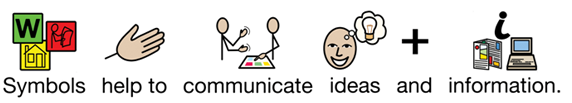 W
Symbols help to communicate ideas and information.